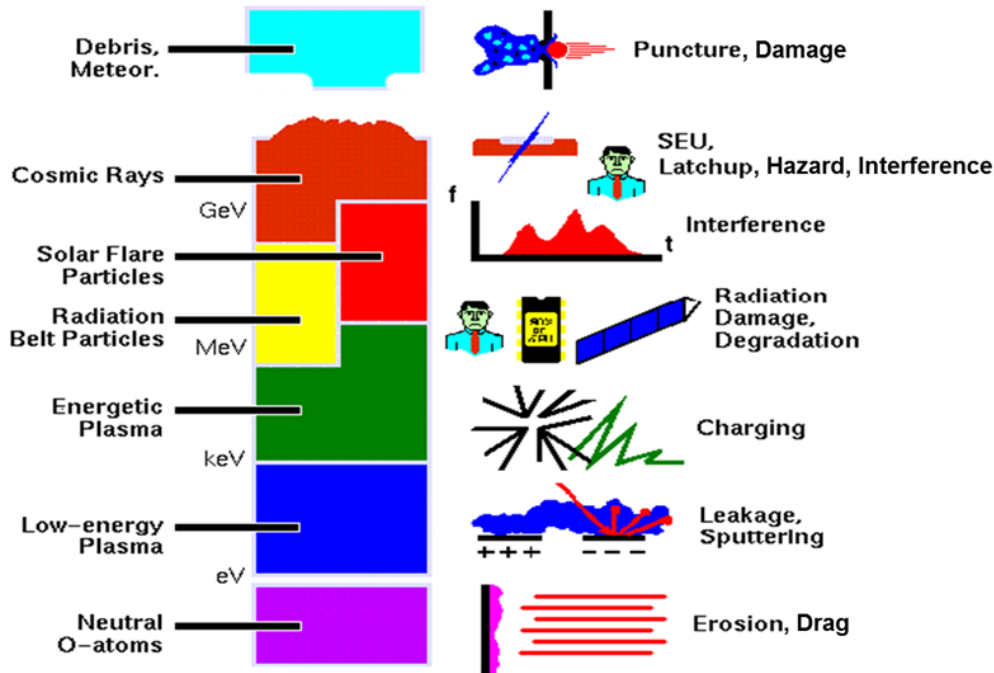 Debris,
Meteor.
Puncture, Damage
Cosmic Rays
SEU,
Latchup, Hazard, Interference
GeV
f
t
Interference
Solar Flare
Particles
Radiation
Belt Particles
MeV
Radiation
Damage,
Degradation
Energetic
Plasma
Charging
keV
Low-energy
Plasma
Leakage,
Sputtering
+ + +
– – –
eV
Neutral
O-atoms
Erosion, Drag